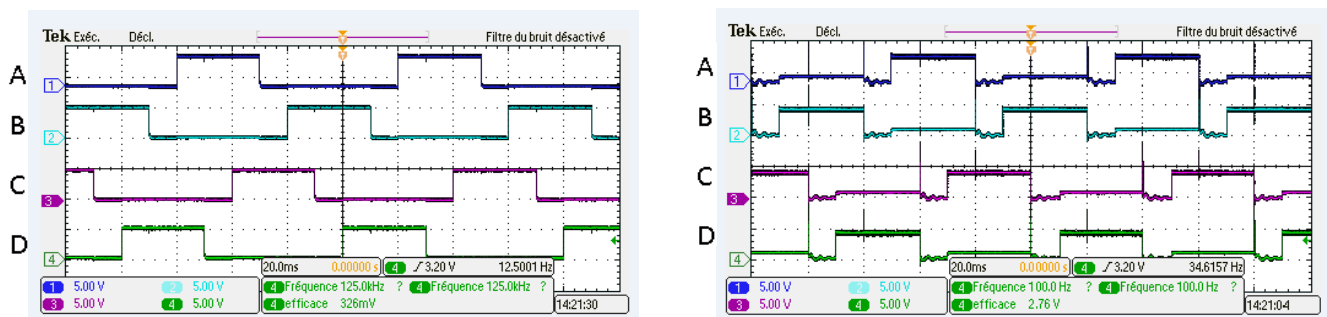 Tek Exéc. Décl. Filtre du bruit désactivé
A
1
B
2
C
3
D
4
20.0ms 0.00000 s 4 3.20 V 12.5001 Hz
1 5.00 V 2 5.00 V 4 Fréquence 125.0kHz ? 4 Fréquence 125.0kHz ?
3 5.00 V 4 5.00 V 4 efficace 326mV 14:21:30
Tek Exéc. Décl. Filtre du bruit désactivé
A
1
B
2
C
3
D
4
20.0ms 0.00000 s 4 3.20 V 34.6157 Hz
1 5.00 V 2 5.00 V 4 Fréquence 100.0 Hz ? 4 Fréquence 100.0 Hz ?
3 5.00 V 4 5.00 V 4 efficace 2.76 V 14:21:04